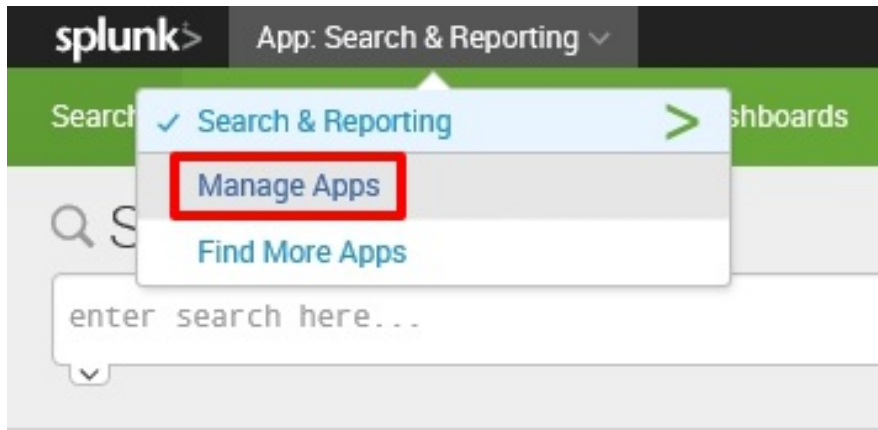 splunk> App: Search & Reporting
Search
shboards
Search & Reporting
Manage Apps
Find More Apps
S
enter search here...